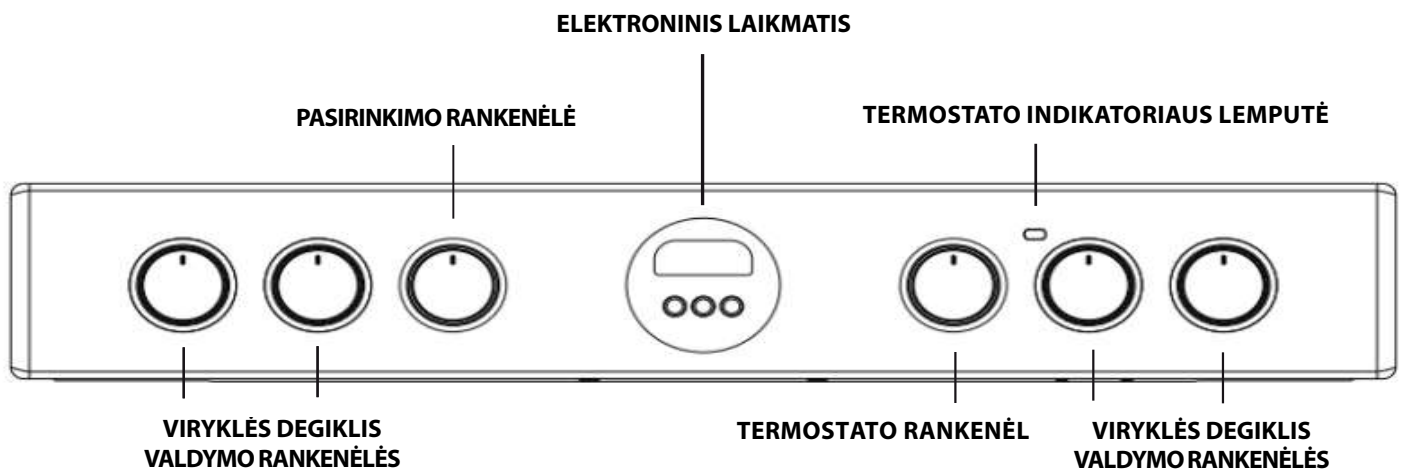 ELEKTRONINIS LAIKMATIS
PASIRINKIMO RANKENĖLĖ
TERMOSTATO INDIKATORIAUS LEMPUTĖ
VIRYKLĖS DEGIKLIS
VALDYMO RANKENĖLĖS
TERMOSTATO RANKENĖL
VIRYKLĖS DEGIKLIS
VALDYMO RANKENĖLĖS